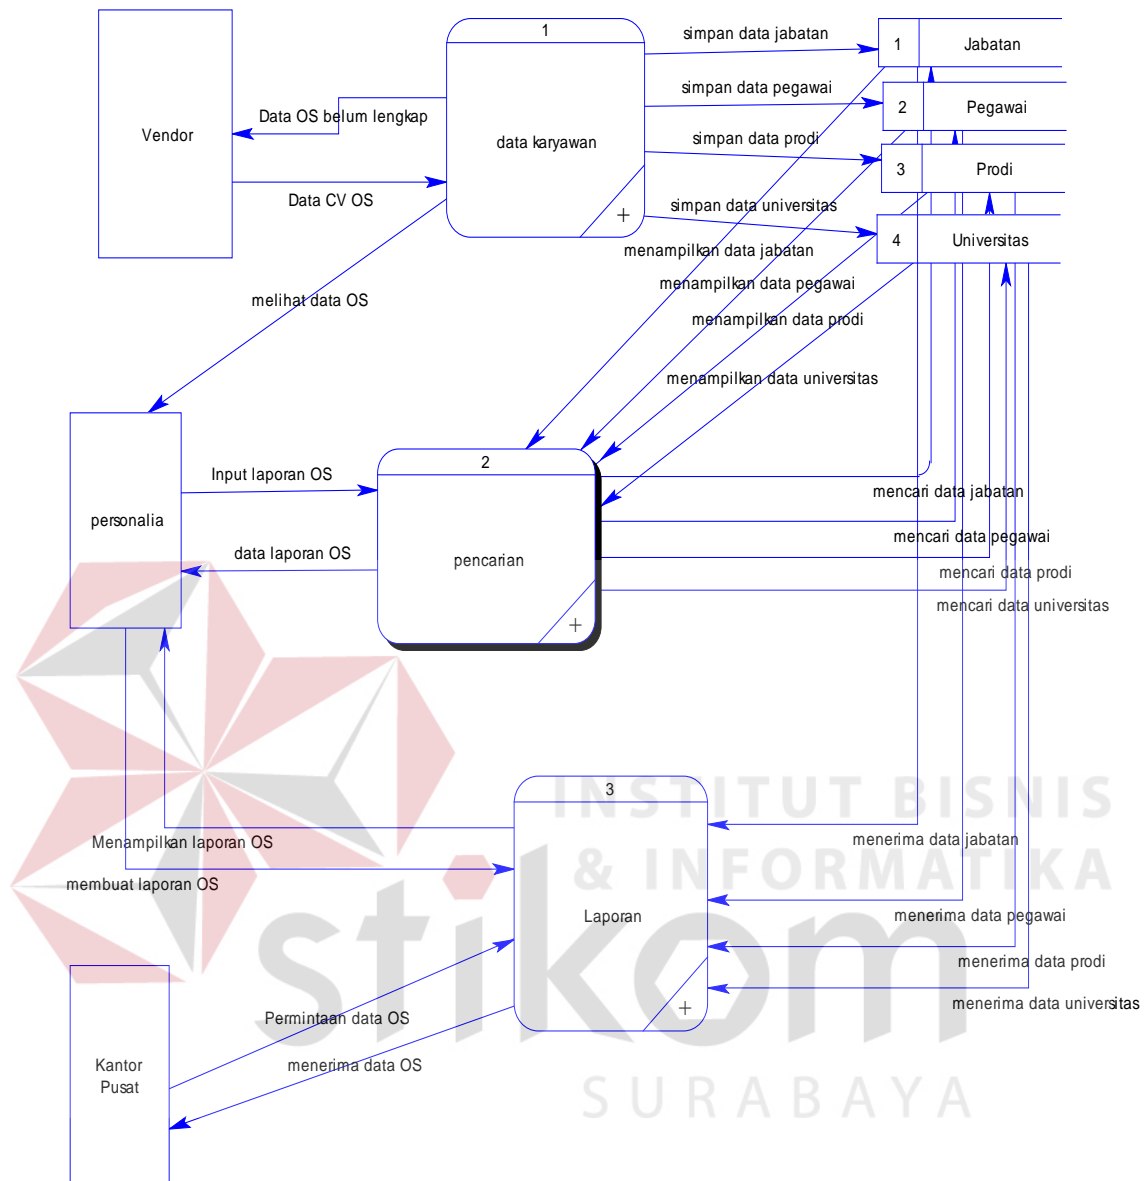 1
simpan data jabatan
1
Jabatan
simpan data pegawai
2
Pegawai
Vendor
Data OS belum lengkap
data karyawan
simpan data prodi
3
Prodi
Data CV OS
simpan data universitas
+
4
Universitas
menampilkan data jabatan
menampilkan data pegawai
melihat data OS
menampilkan data prodi
menampilkan data universitas
2
Input laporan OS
mencari data jabatan
personalia
mencari data pegawai
data laporan OS
pencarian
mencari data prodi
mencari data universitas
+
3
INSTITUT BISNIS
Menampilkan laporan OS
menerima data jabatan
& INFORMATIKA
membuat laporan OS
Laporan
menerima data pegawai
stikom
menerima data prodi
menerima data universitas
+
Permintaan data OS
Kantor
Pusat
menerima data OS
SURABAYA